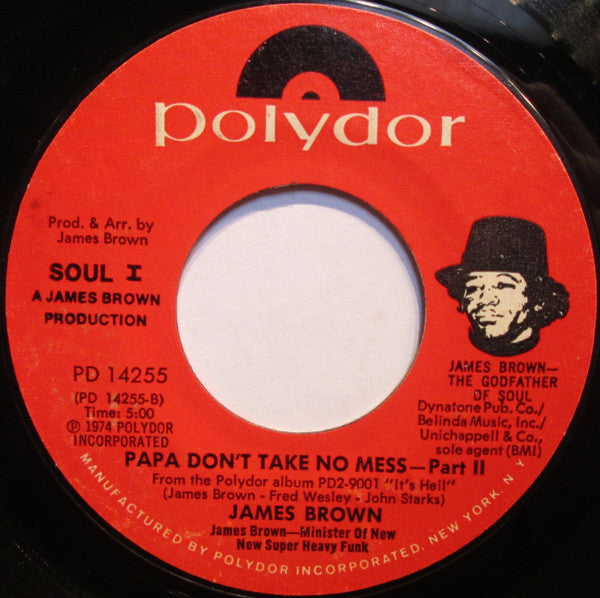 polydor
Prod. & Arr. by
James Brown
SOUL I
A JAMES BROWN
PRODUCTION
PD 14255
(PD 14255-B)
Time: 5:00
℗ 1974 POLYDOR
INCORPORATED
JAMES BROWN—
THE GODFATHER
OF SOUL
Dynatone Pub. Co./
Belinda Music, Inc./
Unichappell & Co.,
sole agent (BMI)
PAPA DON'T TAKE NO MESS—Part II
From the Polydor album PD2-9001 "It's Hell"
(James Brown - Fred Wesley - John Starks)
JAMES BROWN
James Brown—Minister Of New
New Super Heavy Funk
MANUFACTURED BY POLYDOR INCORPORATED, NEW YORK, N.Y.